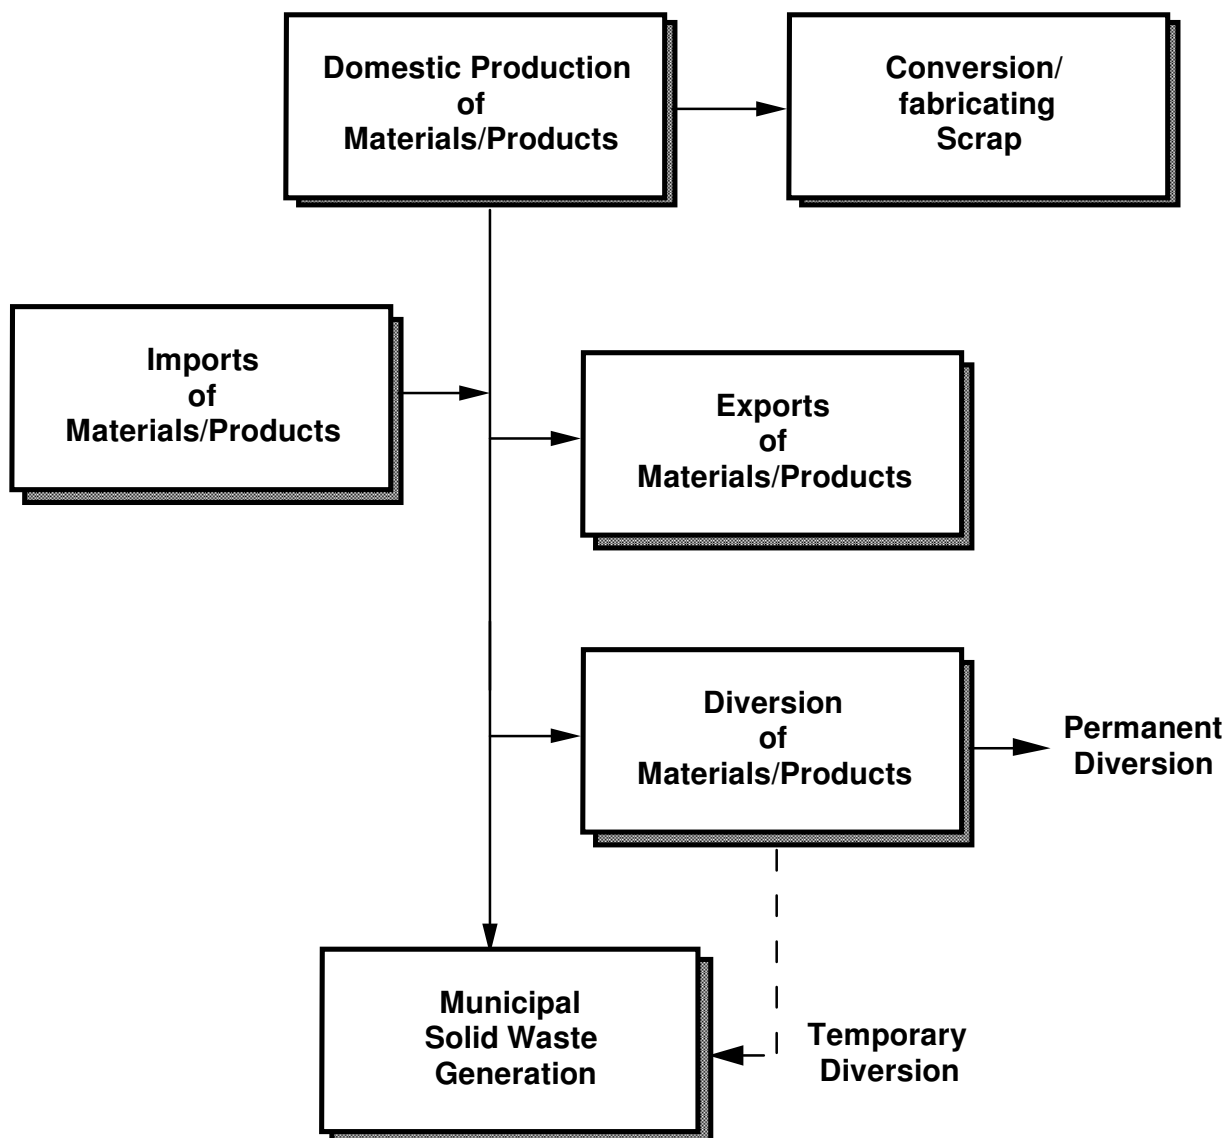 Domestic Production
of
Materials/Products
Conversion/
fabricating
Scrap
Imports
of
Materials/Products
Exports
of
Materials/Products
Diversion
of
Materials/Products
Permanent
Diversion
Municipal
Solid Waste
Generation
Temporary
Diversion